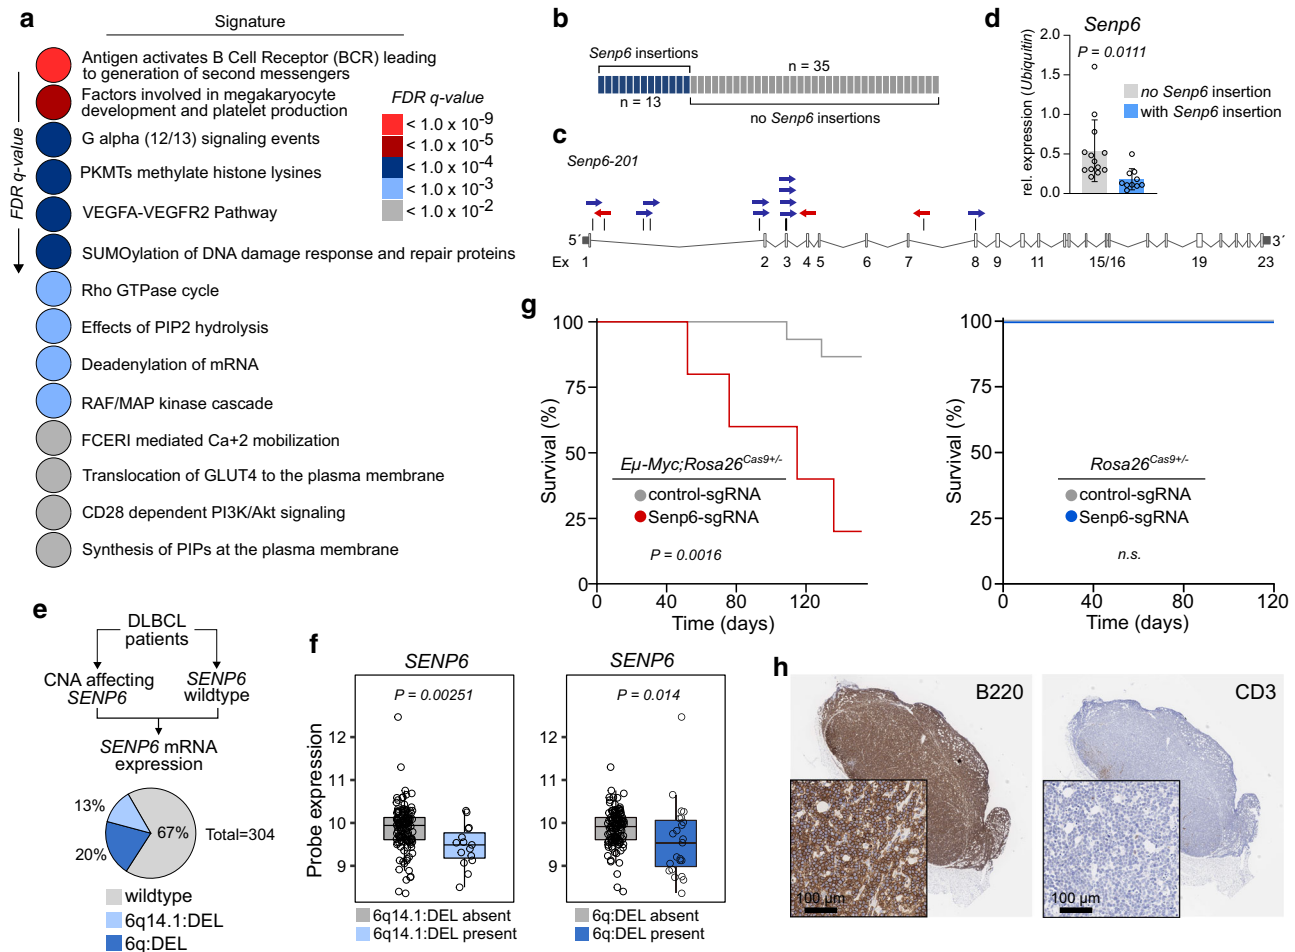 a
Signature
FDR q-value
Antigen activates B Cell Receptor (BCR) leading
to generation of second messengers
Factors involved in megakaryocyte
development and platelet production
G alpha (12/13) signaling events
PKMTs methylate histone lysines
VEGFA-VEGFR2 Pathway
SUMOylation of DNA damage response and repair proteins
Rho GTPase cycle
Effects of PIP2 hydrolysis
Deadenylation of mRNA
RAF/MAP kinase cascade
FCERI mediated Ca+2 mobilization
Translocation of GLUT4 to the plasma membrane
CD28 dependent PI3K/Akt signaling
Synthesis of PIPs at the plasma membrane
FDR q-value
< 1.0 x 10⁻⁹
< 1.0 x 10⁻⁵
< 1.0 x 10⁻⁴
< 1.0 x 10⁻³
< 1.0 x 10⁻²
b
Senp6 insertions
n = 35
n = 13
no Senp6 insertions
c
Senp6-201
5´
3´
Ex 1 2 3 4 5 6 7 8 9 11 15/16 19 23
d
Senp6
P = 0.0111
rel. expression (Ubiquitin)
2.0
1.5
1.0
0.5
0.0
no Senp6 insertion
with Senp6 insertion
e
DLBCL
patients
CNA affecting
SENP6
SENP6
wildtype
SENP6 mRNA
expression
13%
67%
20%
Total=304
wildtype
6q14.1:DEL
6q:DEL
f
SENP6
P = 0.00251
Probe expression
12
11
10
9
6q14.1:DEL absent
6q14.1:DEL present
SENP6
P = 0.014
12
11
10
9
6q:DEL absent
6q:DEL present
g
Survival (%)
100
75
50
25
0
Eµ-Myc;Rosa26^Cas9+/-
control-sgRNA
Senp6-sgRNA
P = 0.0016
0 40 80 120
Time (days)
Survival (%)
100
75
50
25
0
Rosa26^Cas9+/-
control-sgRNA
Senp6-sgRNA
n.s.
0 40 80 120
Time (days)
h
B220
100 µm
CD3
100 µm